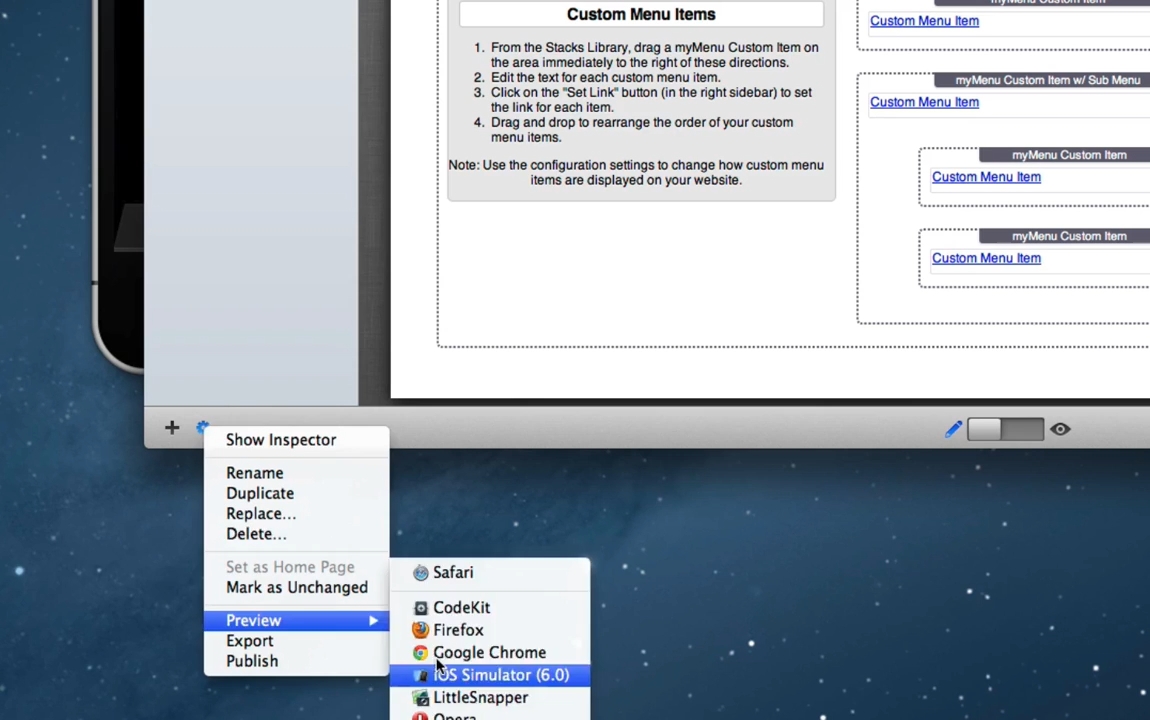 Custom Menu Items
1. From the Stacks Library, drag a myMenu Custom Item on
the area immediately to the right of these directions.
2. Edit the text for each custom menu item.
3. Click on the "Set Link" button (in the right sidebar) to set
the link for each item.
4. Drag and drop to rearrange the order of your custom
menu items.
Note: Use the configuration settings to change how custom menu
items are displayed on your website.
myMenu Custom Item
Custom Menu Item
myMenu Custom Item w/ Sub Menu
Custom Menu Item
myMenu Custom Item
Custom Menu Item
myMenu Custom Item
Custom Menu Item
Show Inspector
Rename
Duplicate
Replace...
Delete...
Set as Home Page
Mark as Unchanged
Preview
Export
Publish
Safari
CodeKit
Firefox
Google Chrome
iOS Simulator (6.0)
LittleSnapper
Opera